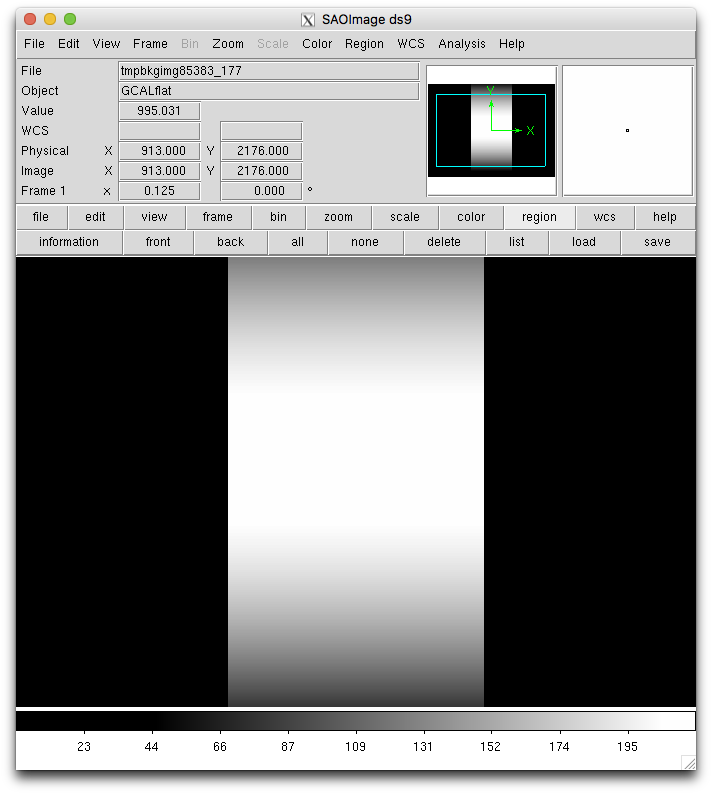 SAOImage ds9
File Edit View Frame Bin Zoom Scale Color Region WCS Analysis Help
File tmpbkgimg85383_177
Object GCALflat
Value 995.031
WCS
Physical X 913.000 Y 2176.000
Image X 913.000 Y 2176.000
Frame 1 x 0.125 0.000 °
Y
X
file edit view frame bin zoom scale color region wcs help
information front back all none delete list load save
23 44 66 87 109 131 152 174 195